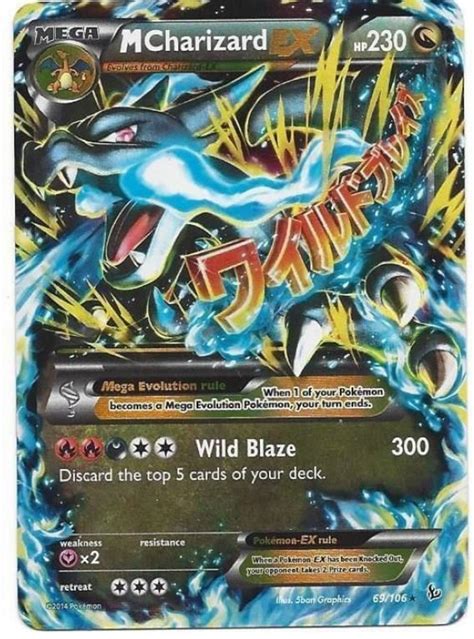 MEGA
MCharizard EX
HP230
Evolves from Charizard-EX
ワイルドブレイズ
Mega Evolution rule
When 1 of your Pokémon
becomes a Mega Evolution Pokémon, your turn ends.
Wild Blaze 300
Discard the top 5 cards of your deck.
weakness resistance
×2
retreat
Pokémon-EX rule
When a Pokémon-EX has been Knocked Out,
your opponent takes 2 Prize cards.
©2014 Pokémon
Illus. 5ban Graphics
69/106